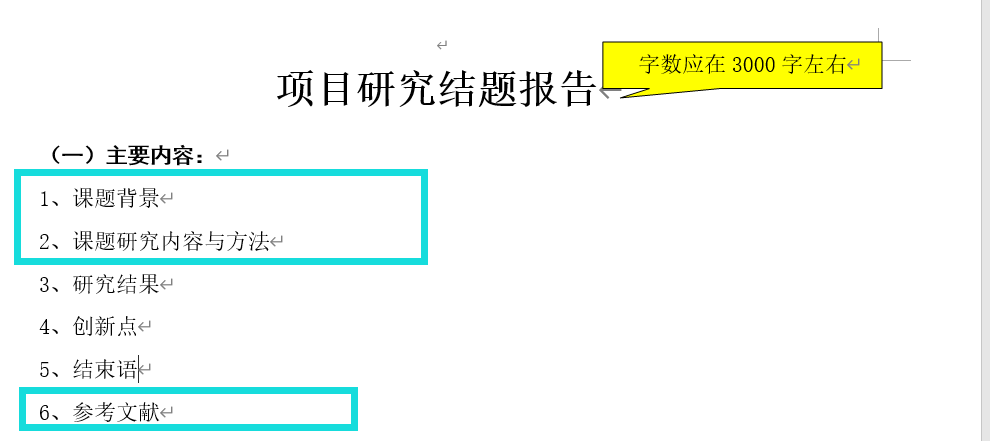 字数应在 3000 字左右
项目研究结题报告
（一）主要内容：
1、课题背景
2、课题研究内容与方法
3、研究结果
4、创新点
5、结束语
6、参考文献